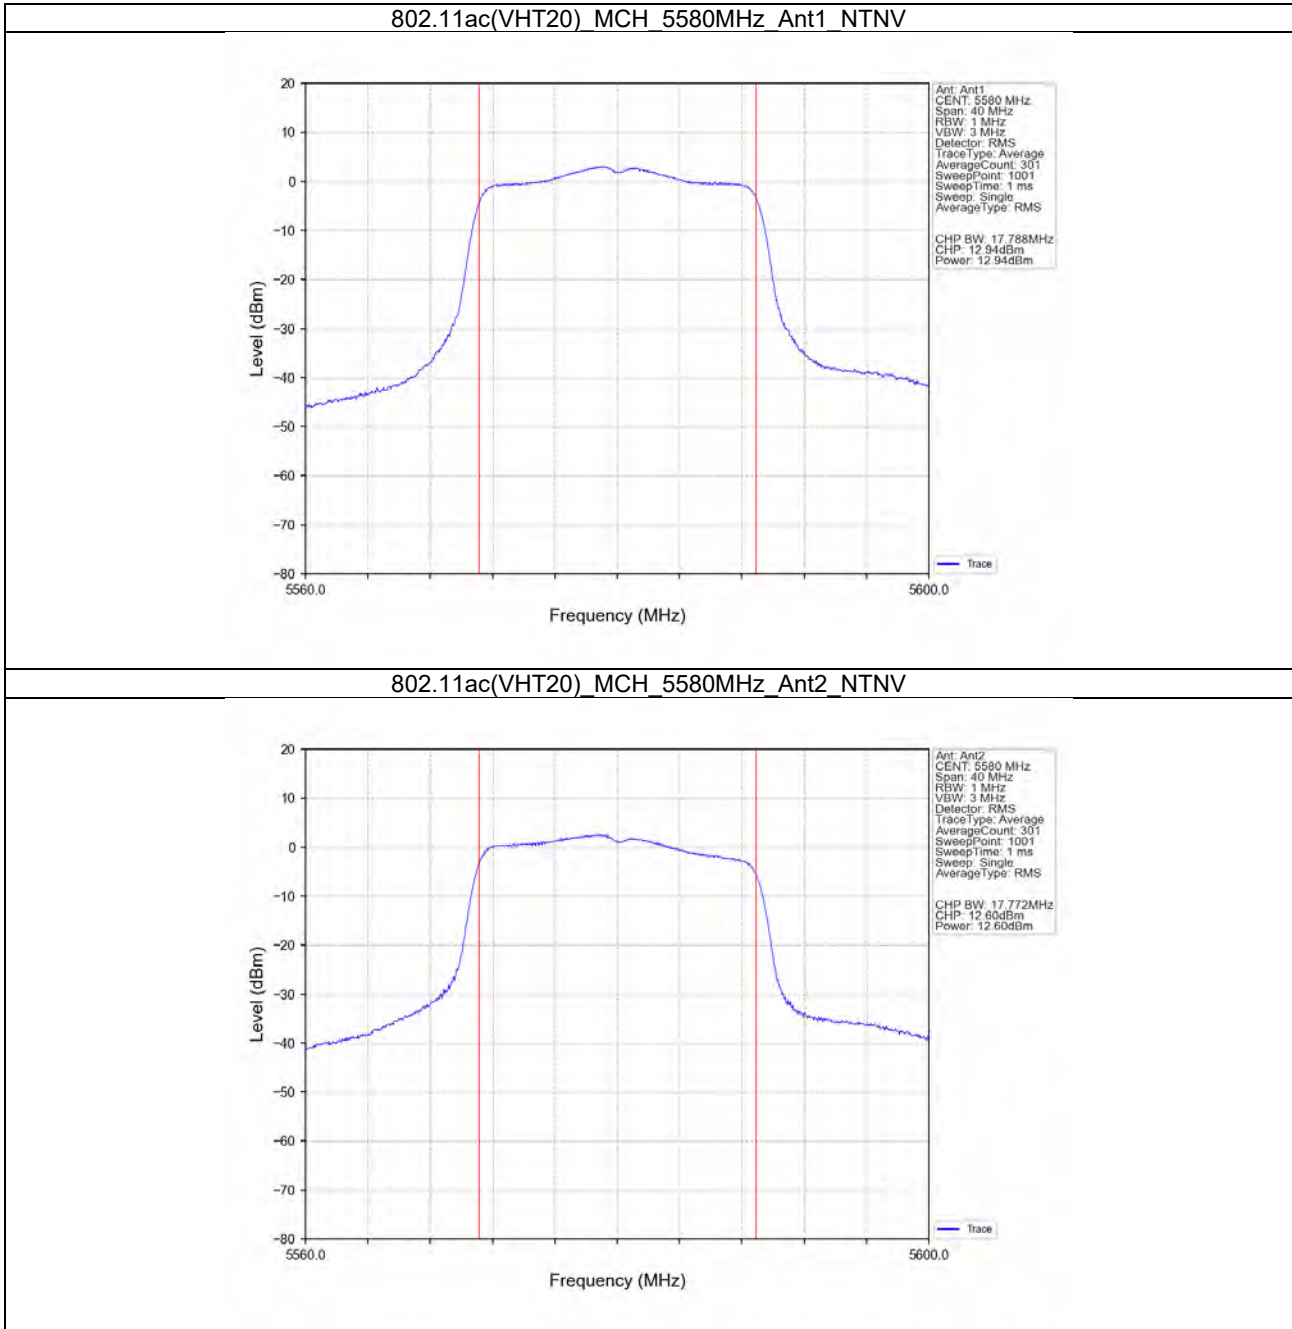 802.11ac(VHT20)_MCH_5580MHz_Ant1_NTNV
20
10
0
−10
−20
−30
−40
−50
−60
−70
−80
Level (dBm)
5560.0
5600.0
Frequency (MHz)
Ant: Ant1
CENT: 5580 MHz
Span: 40 MHz
RBW: 1 MHz
VBW: 3 MHz
Detector: RMS
TraceType: Average
AverageCount: 301
SweepPoint: 1001
SweepTime: 1 ms
Sweep: Single
AverageType: RMS
CHP BW: 17.788MHz
CHP: 12.94dBm
Power: 12.94dBm
Trace
802.11ac(VHT20)_MCH_5580MHz_Ant2_NTNV
20
10
0
−10
−20
−30
−40
−50
−60
−70
−80
Level (dBm)
5560.0
5600.0
Frequency (MHz)
Ant: Ant2
CENT: 5580 MHz
Span: 40 MHz
RBW: 1 MHz
VBW: 3 MHz
Detector: RMS
TraceType: Average
AverageCount: 301
SweepPoint: 1001
SweepTime: 1 ms
Sweep: Single
AverageType: RMS
CHP BW: 17.772MHz
CHP: 12.60dBm
Power: 12.60dBm
Trace